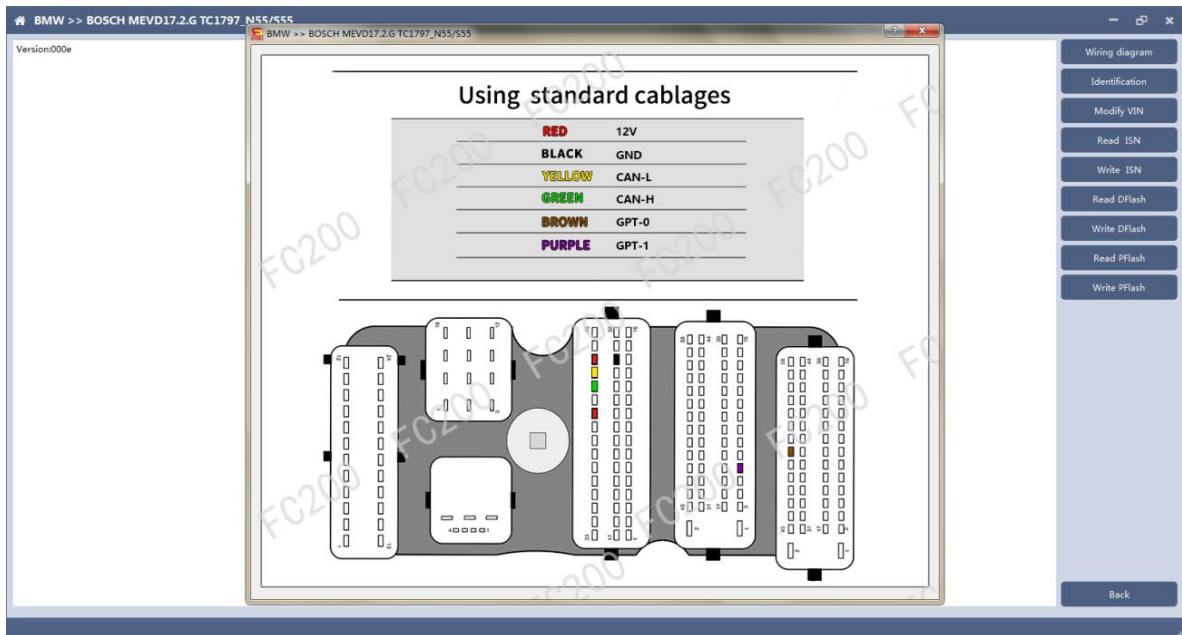 BMW >> BOSCH MEVD17.2.G TC1797_N55/S55
BMW >> BOSCH MEVD17.2.G TC1797_N55/S55
Version:000e
Using standard cablages
RED 12V
BLACK GND
YELLOW CAN-L
GREEN CAN-H
BROWN GPT-0
PURPLE GPT-1
FC200
Wiring diagram
Identification
Modify VIN
Read ISN
Write ISN
Read DFlash
Write DFlash
Read PFlash
Write PFlash
Back